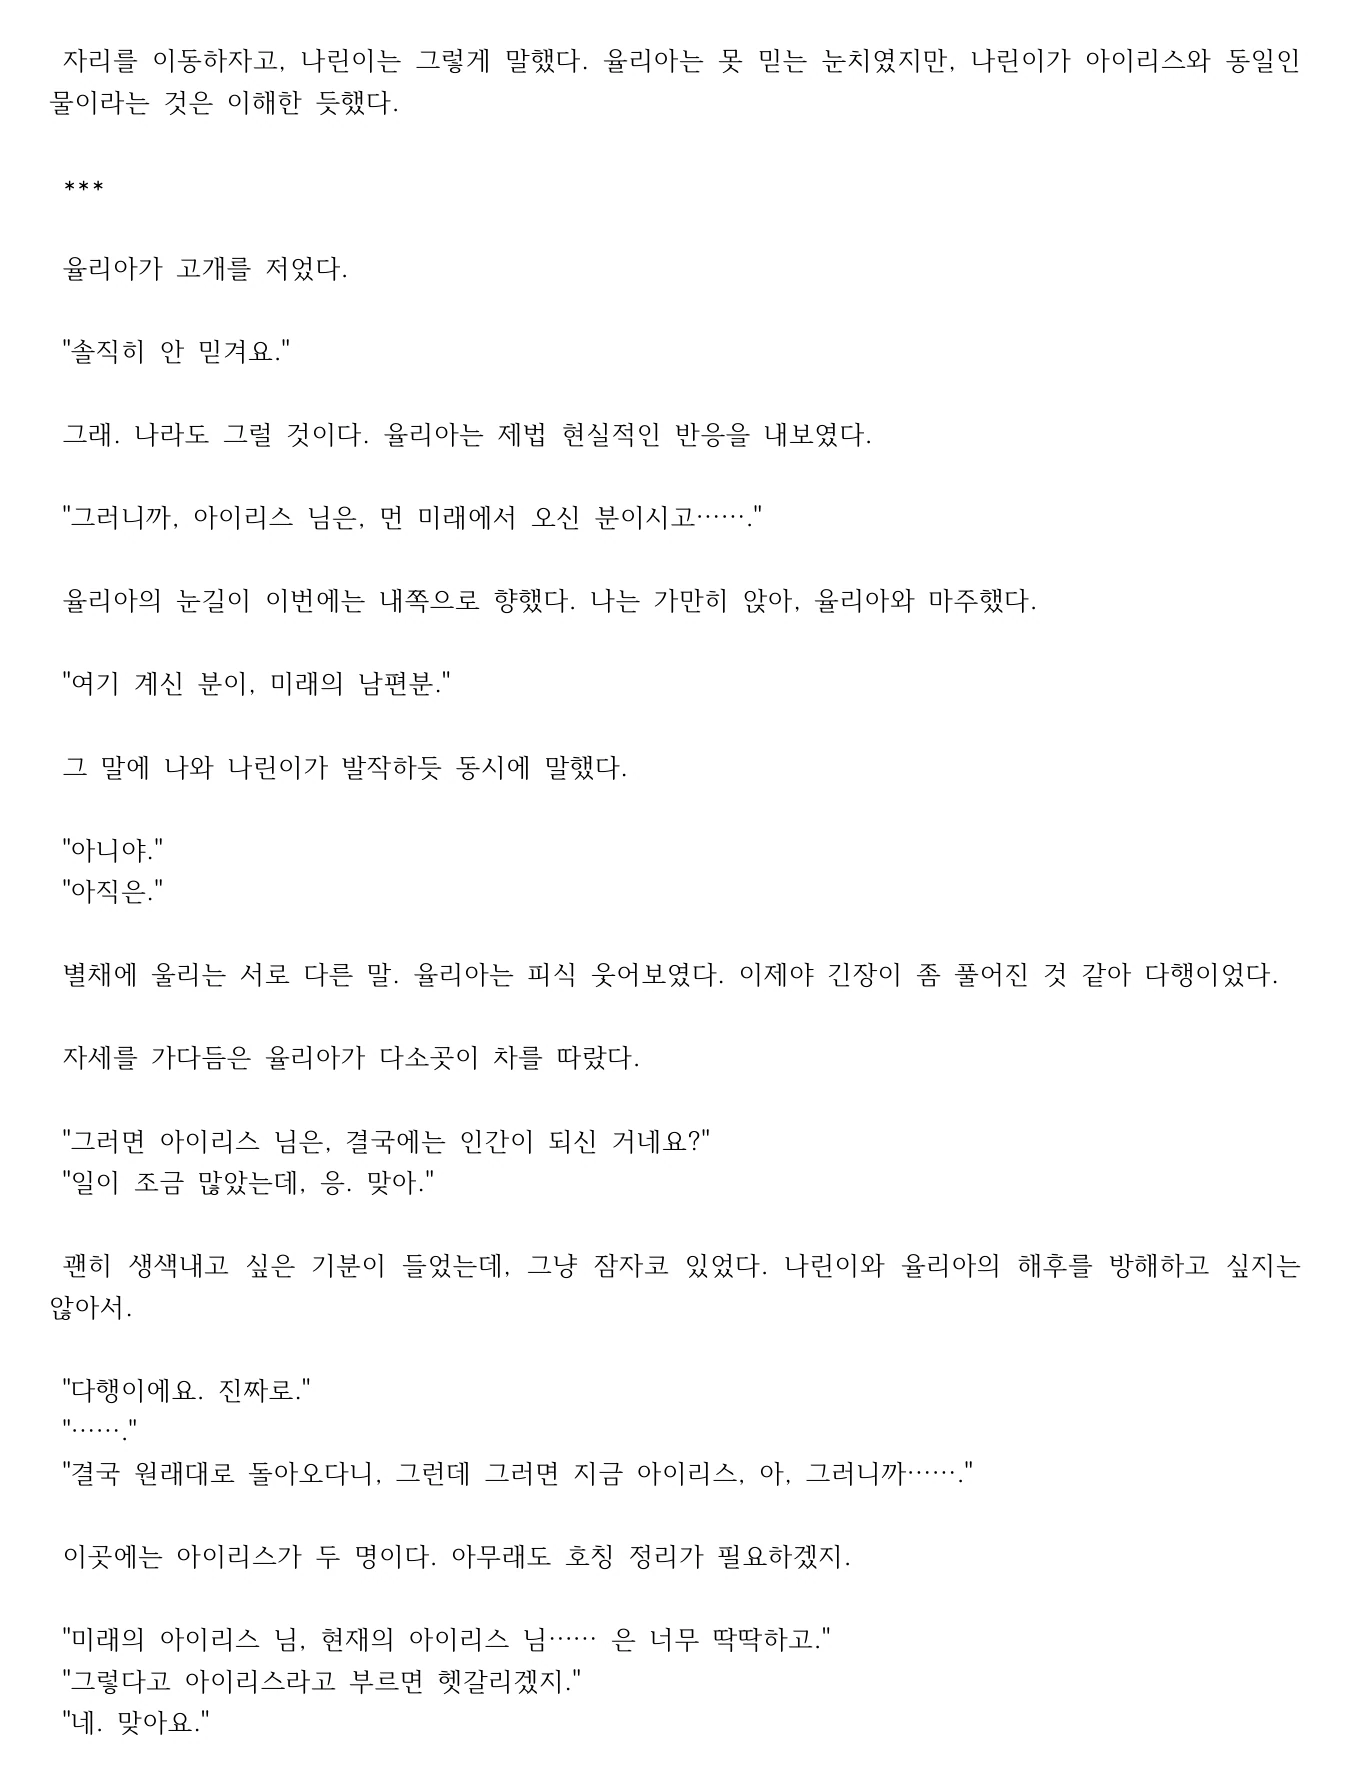 자리를 이동하자고, 나린이는 그렇게 말했다. 율리아는 못 믿는 눈치였지만, 나린이가 아이리스와 동일인
물이라는 것은 이해한 듯했다.
***
율리아가 고개를 저었다.
"솔직히 안 믿겨요."
그래. 나라도 그럴 것이다. 율리아는 제법 현실적인 반응을 내보였다.
"그러니까, 아이리스 님은, 먼 미래에서 오신 분이시고……."
율리아의 눈길이 이번에는 내쪽으로 향했다. 나는 가만히 앉아, 율리아와 마주했다.
"여기 계신 분이, 미래의 남편분."
그 말에 나와 나린이가 발작하듯 동시에 말했다.
"아니야."
"아직은."
별채에 울리는 서로 다른 말. 율리아는 피식 웃어보였다. 이제야 긴장이 좀 풀어진 것 같아 다행이었다.
자세를 가다듬은 율리아가 다소곳이 차를 따랐다.
"그러면 아이리스 님은, 결국에는 인간이 되신 거네요?"
"일이 조금 많았는데, 응. 맞아."
괜히 생색내고 싶은 기분이 들었는데, 그냥 잠자코 있었다. 나린이와 율리아의 해후를 방해하고 싶지는
않아서.
"다행이에요. 진짜로."
"……."
"결국 원래대로 돌아오다니, 그런데 그러면 지금 아이리스, 아, 그러니까……."
이곳에는 아이리스가 두 명이다. 아무래도 호칭 정리가 필요하겠지.
"미래의 아이리스 님, 현재의 아이리스 님…… 은 너무 딱딱하고."
"그렇다고 아이리스라고 부르면 헷갈리겠지."
"네. 맞아요."